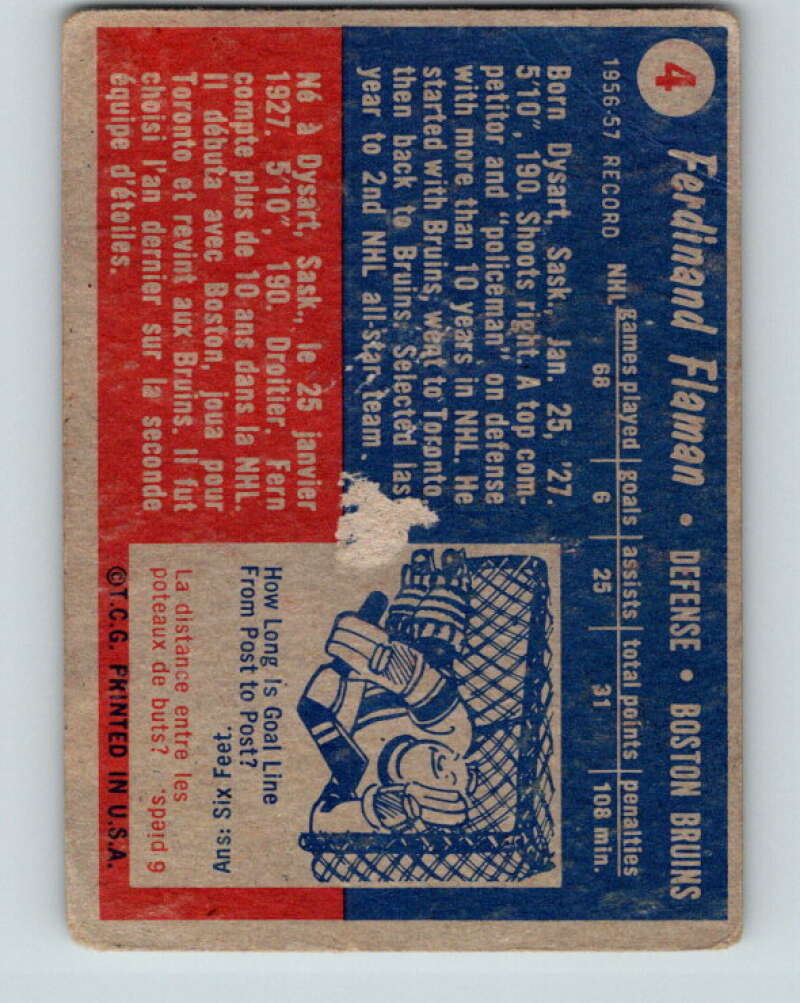 4
Ferdinand Flaman • DEFENSE • BOSTON BRUINS
1956-57 RECORD
games played goals assists total points penalties
NHL 68 6 25 31 108 min.
Born Dysart, Sask., Jan. 25, '27.
5'10", 190. Shoots right. A top com-
petitor and "policeman" on defense
with more than 10 years in NHL. He
started with Bruins, went to Toronto
then back to Bruins. Selected las
year to 2nd NHL all-star team.
Né à Dysart, Sask., le 25 janvier
1927. 5'10", 190. Droitier, Fern
compte plus de 10 ans dans la NHL.
Il débuta avec Boston, joua pour
Toronto et revint aux Bruins. Il fut
choisi l'an dernier sur la seconde
équipe d'étoiles.
How Long is Goal Line
From Post to Post?
Ans: Six Feet.
La distance entre les
poteaux de buts?
6 pieds.
©T.C.G. PRINTED IN U.S.A.